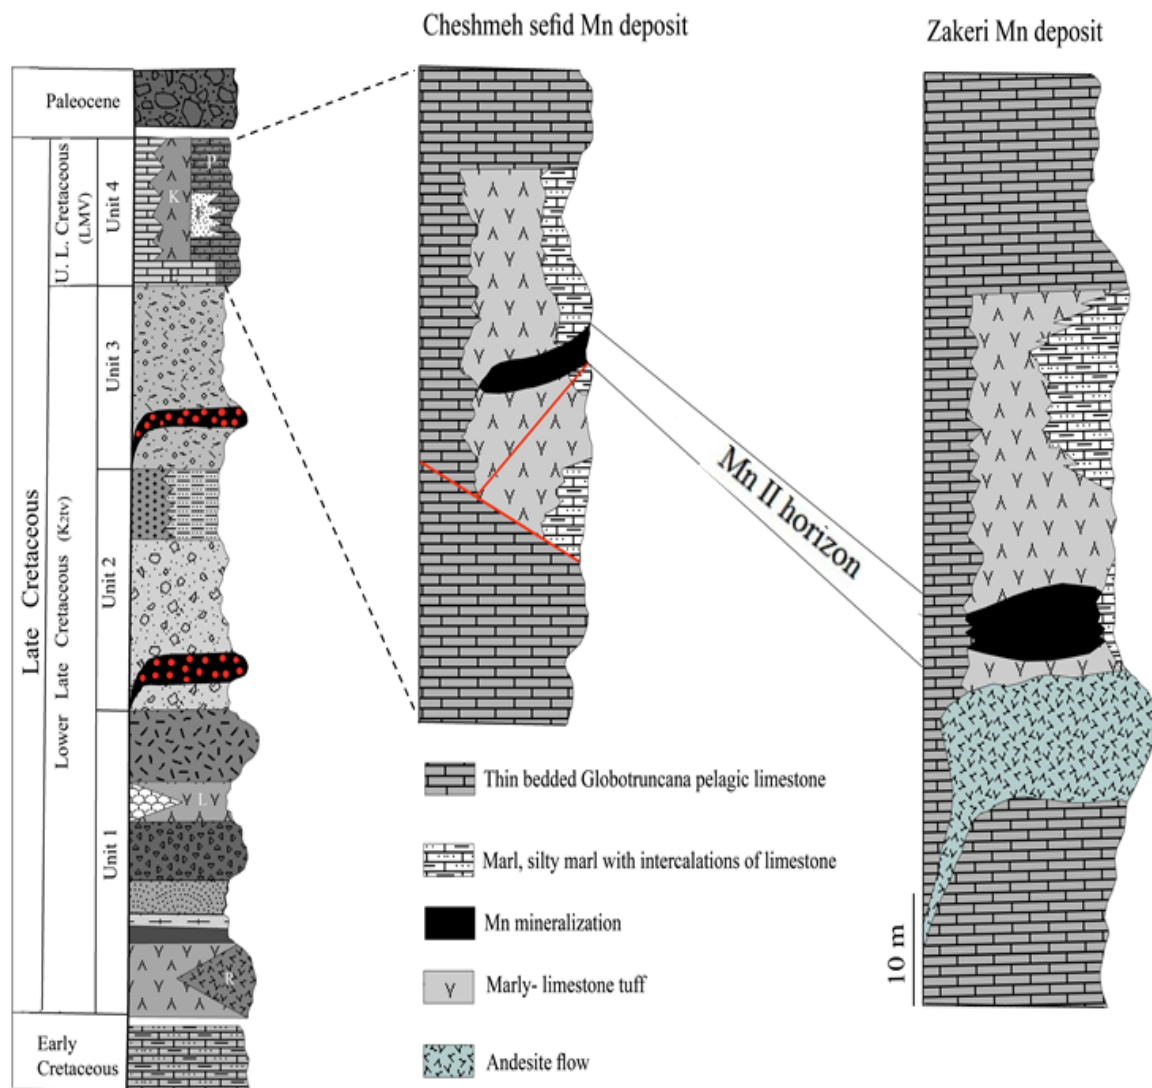 Cheshmeh sefid Mn deposit
Zakeri Mn deposit
Paleocene
Late Cretaceous
U. L. Cretaceous
(LMV)
Unit 4
K
P
Lower Late Cretaceous (K2tv)
Unit 3
Unit 2
Unit 1
L
R
Early
Cretaceous
Mn II horizon
Thin bedded Globotruncana pelagic limestone
Marl, silty marl with intercalations of limestone
Mn mineralization
Marly- limestone tuff
Andesite flow
10 m